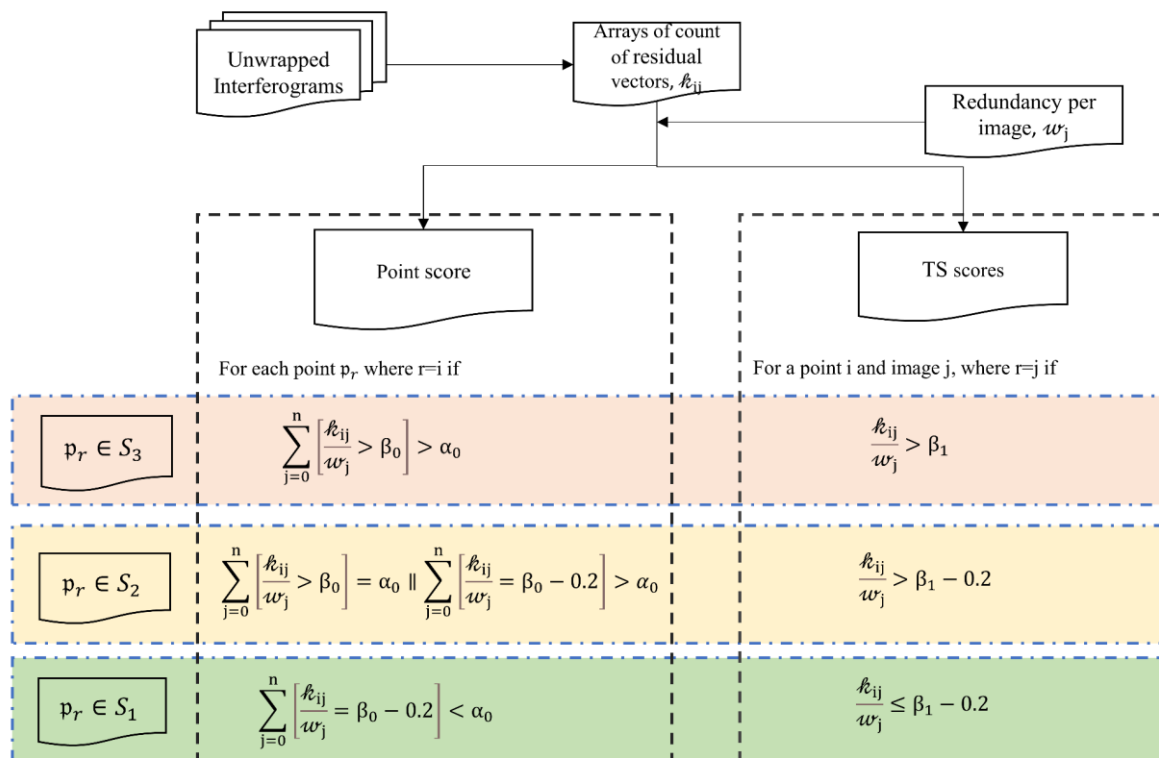 Unwrapped
Interferograms
Arrays of count
of residual
vectors, 𝓀ᵢⱼ
Redundancy per
image, 𝓌ⱼ
Point score
TS scores
For each point 𝔭ᵣ where r=i if
For a point i and image j, where r=j if
𝔭ᵣ ∈ S₃
∑_{j=0}^{n} [𝓀ᵢⱼ/𝓌ⱼ > β₀] > α₀
𝓀ᵢⱼ/𝓌ⱼ > β₁
𝔭ᵣ ∈ S₂
∑_{j=0}^{n} [𝓀ᵢⱼ/𝓌ⱼ > β₀] = α₀ ∥ ∑_{j=0}^{n} [𝓀ᵢⱼ/𝓌ⱼ = β₀ − 0.2] > α₀
𝓀ᵢⱼ/𝓌ⱼ > β₁ − 0.2
𝔭ᵣ ∈ S₁
∑_{j=0}^{n} [𝓀ᵢⱼ/𝓌ⱼ = β₀ − 0.2] < α₀
𝓀ᵢⱼ/𝓌ⱼ ≤ β₁ − 0.2